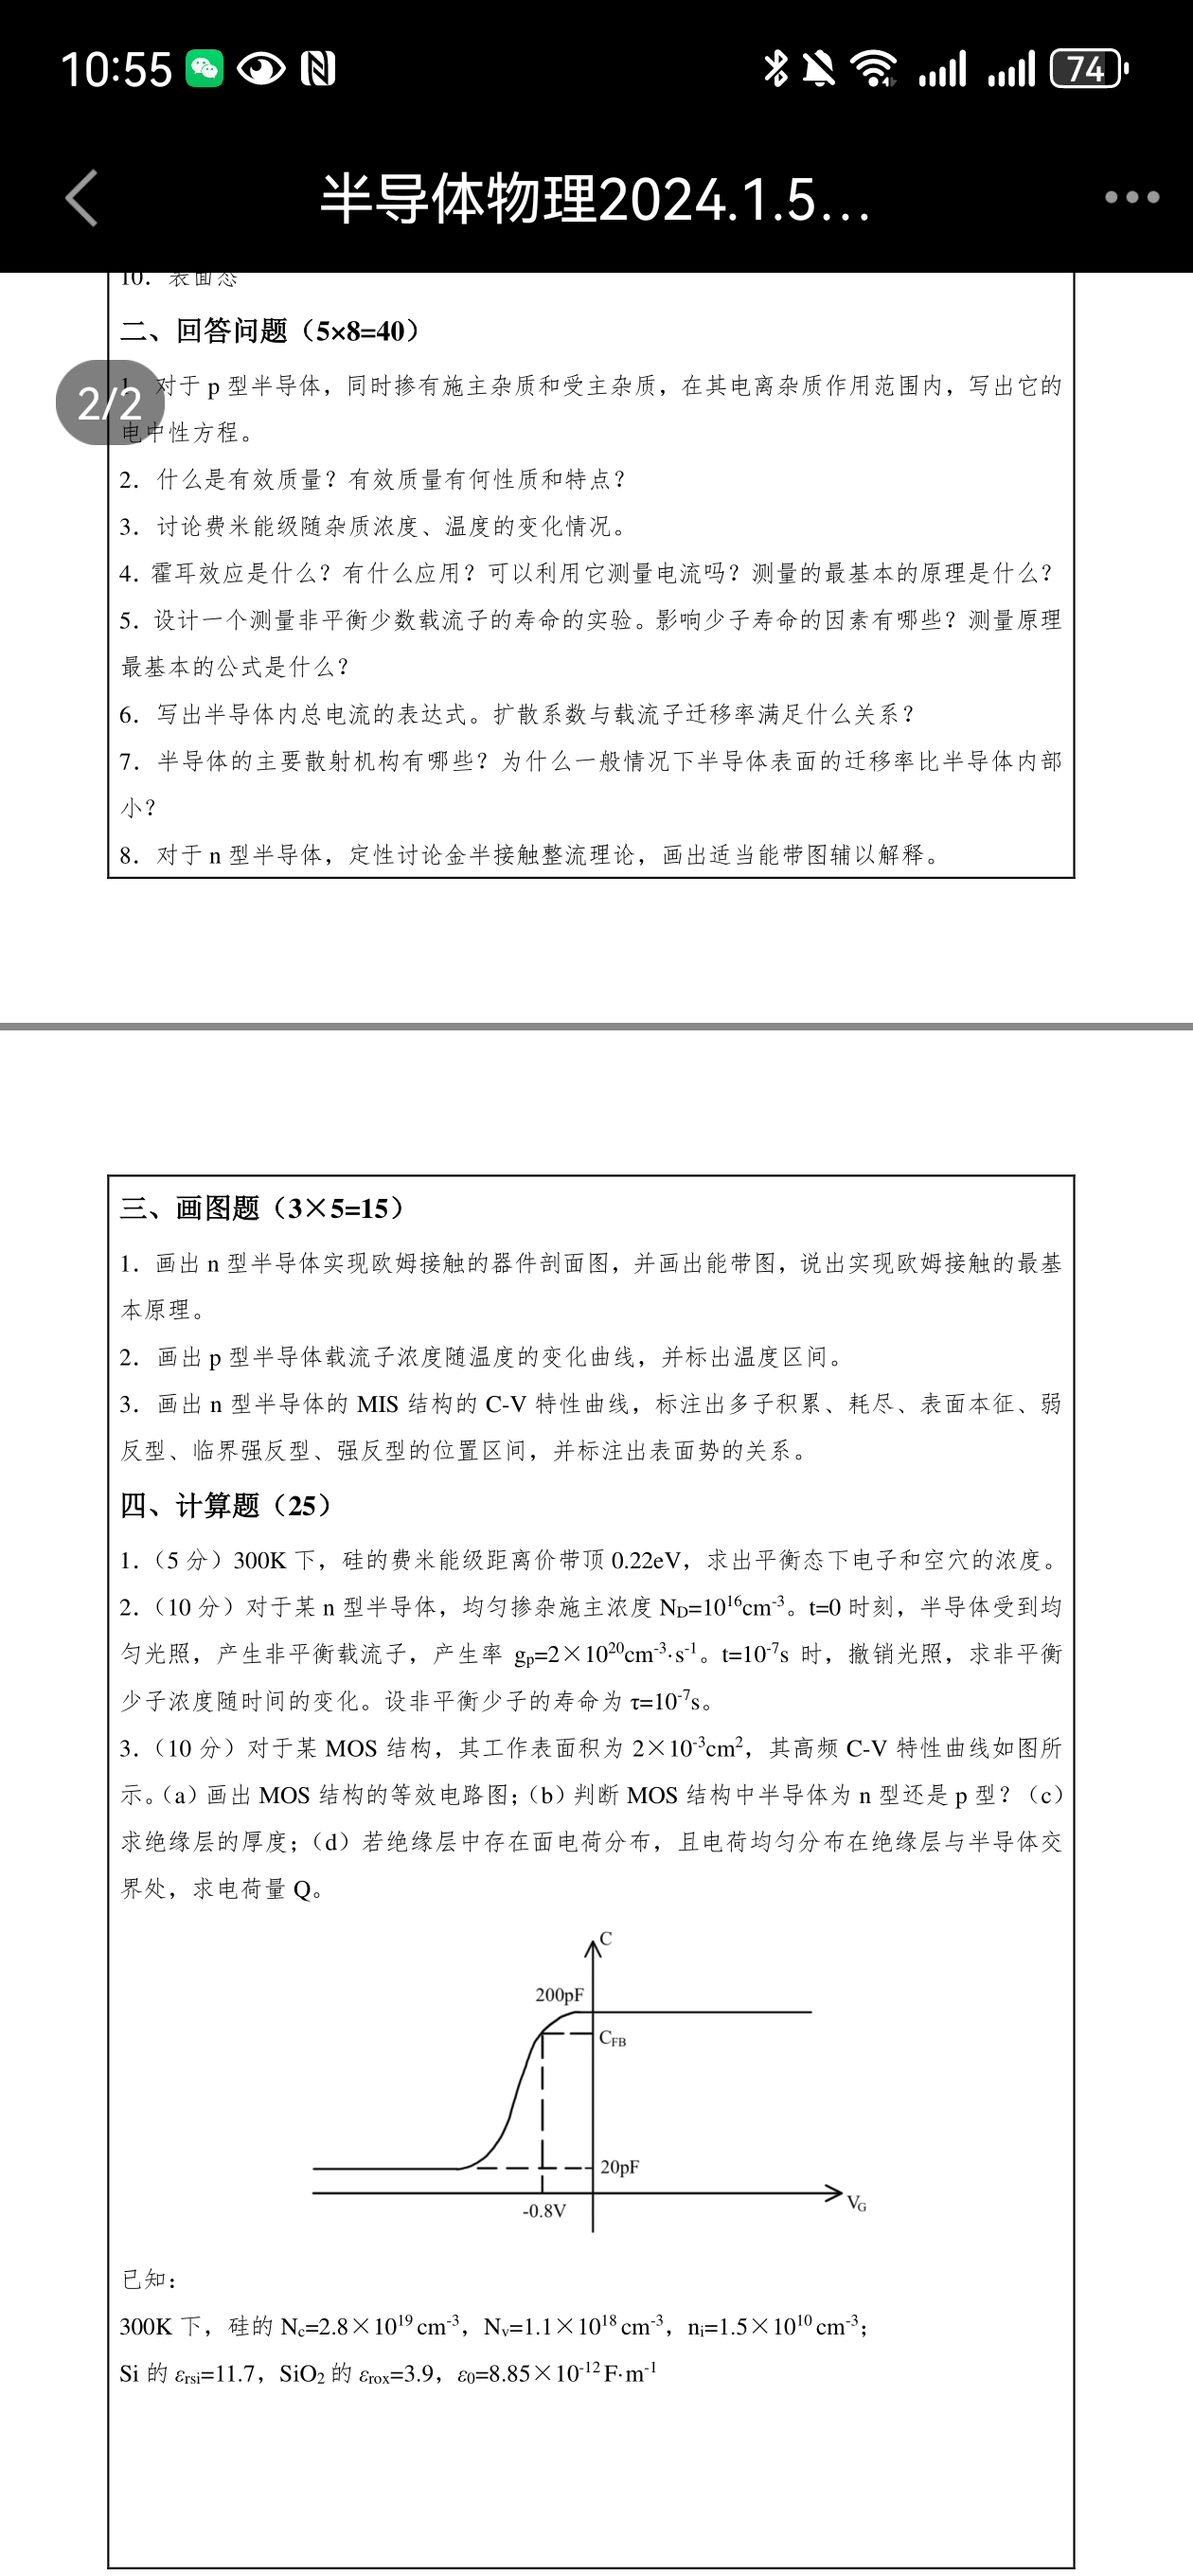 10:55
74
半导体物理2024.1.5...
10．表面态
二、回答问题（5×8=40）
2/2
1．对于 p 型半导体，同时掺有施主杂质和受主杂质，在其电离杂质作用范围内，写出它的
电中性方程。
2．什么是有效质量？有效质量有何性质和特点？
3．讨论费米能级随杂质浓度、温度的变化情况。
4. 霍耳效应是什么？有什么应用？可以利用它测量电流吗？测量的最基本的原理是什么？
5．设计一个测量非平衡少数载流子的寿命的实验。影响少子寿命的因素有哪些？测量原理
最基本的公式是什么？
6．写出半导体内总电流的表达式。扩散系数与载流子迁移率满足什么关系？
7．半导体的主要散射机构有哪些？为什么一般情况下半导体表面的迁移率比半导体内部
小？
8．对于 n 型半导体，定性讨论金半接触整流理论，画出适当能带图辅以解释。
三、画图题（3×5=15）
1．画出 n 型半导体实现欧姆接触的器件剖面图，并画出能带图，说出实现欧姆接触的最基
本原理。
2．画出 p 型半导体载流子浓度随温度的变化曲线，并标出温度区间。
3．画出 n 型半导体的 MIS 结构的 C-V 特性曲线，标注出多子积累、耗尽、表面本征、弱
反型、临界强反型、强反型的位置区间，并标注出表面势的关系。
四、计算题（25）
1.（5 分）300K 下，硅的费米能级距离价带顶 0.22eV，求出平衡态下电子和空穴的浓度。
2.（10 分）对于某 n 型半导体，均匀掺杂施主浓度 N_D=10^16cm^-3。t=0 时刻，半导体受到均
匀光照，产生非平衡载流子，产生率 g_p=2×10^20cm^-3·s^-1。t=10^-7s 时，撤销光照，求非平衡
少子浓度随时间的变化。设非平衡少子的寿命为 τ=10^-7s。
3.（10 分）对于某 MOS 结构，其工作表面积为 2×10^-3cm^2，其高频 C-V 特性曲线如图所
示。（a）画出 MOS 结构的等效电路图；（b）判断 MOS 结构中半导体为 n 型还是 p 型？（c）
求绝缘层的厚度；（d）若绝缘层中存在面电荷分布，且电荷均匀分布在绝缘层与半导体交
界处，求电荷量 Q。
C
200pF
C_FB
20pF
-0.8V
V_G
已知：
300K 下，硅的 N_c=2.8×10^19 cm^-3，N_v=1.1×10^18 cm^-3，n_i=1.5×10^10 cm^-3；
Si 的 ε_rsi=11.7，SiO_2 的 ε_rox=3.9，ε_0=8.85×10^-12 F·m^-1